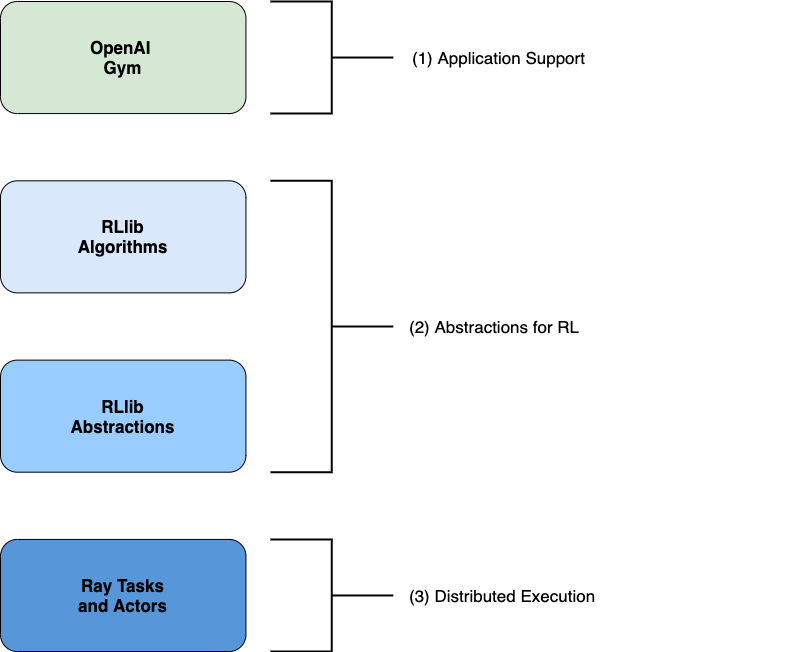 OpenAI
Gym
(1) Application Support
RLlib
Algorithms
(2) Abstractions for RL
RLlib
Abstractions
Ray Tasks
and Actors
(3) Distributed Execution